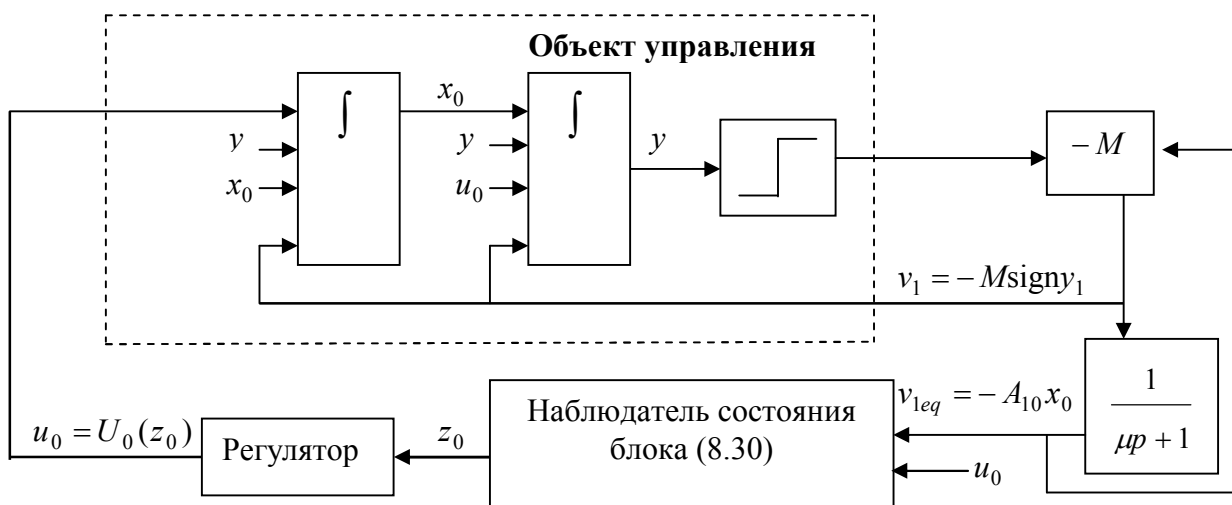 Объект управления
∫
x₀
∫
y
x₀
y
u₀
y
− M
v₁ = − Msigny₁
u₀ = U₀(z₀)
Регулятор
z₀
Наблюдатель состояния
блока (8.30)
v₁eq = − A₁₀x₀
u₀
1
μp + 1